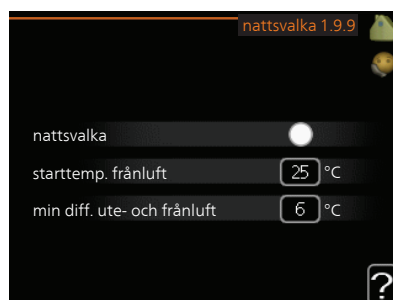 nattsvalka 1.9.9
nattsvalka
starttemp. frånluft 25 °C
min diff. ute- och frånluft 6 °C
?